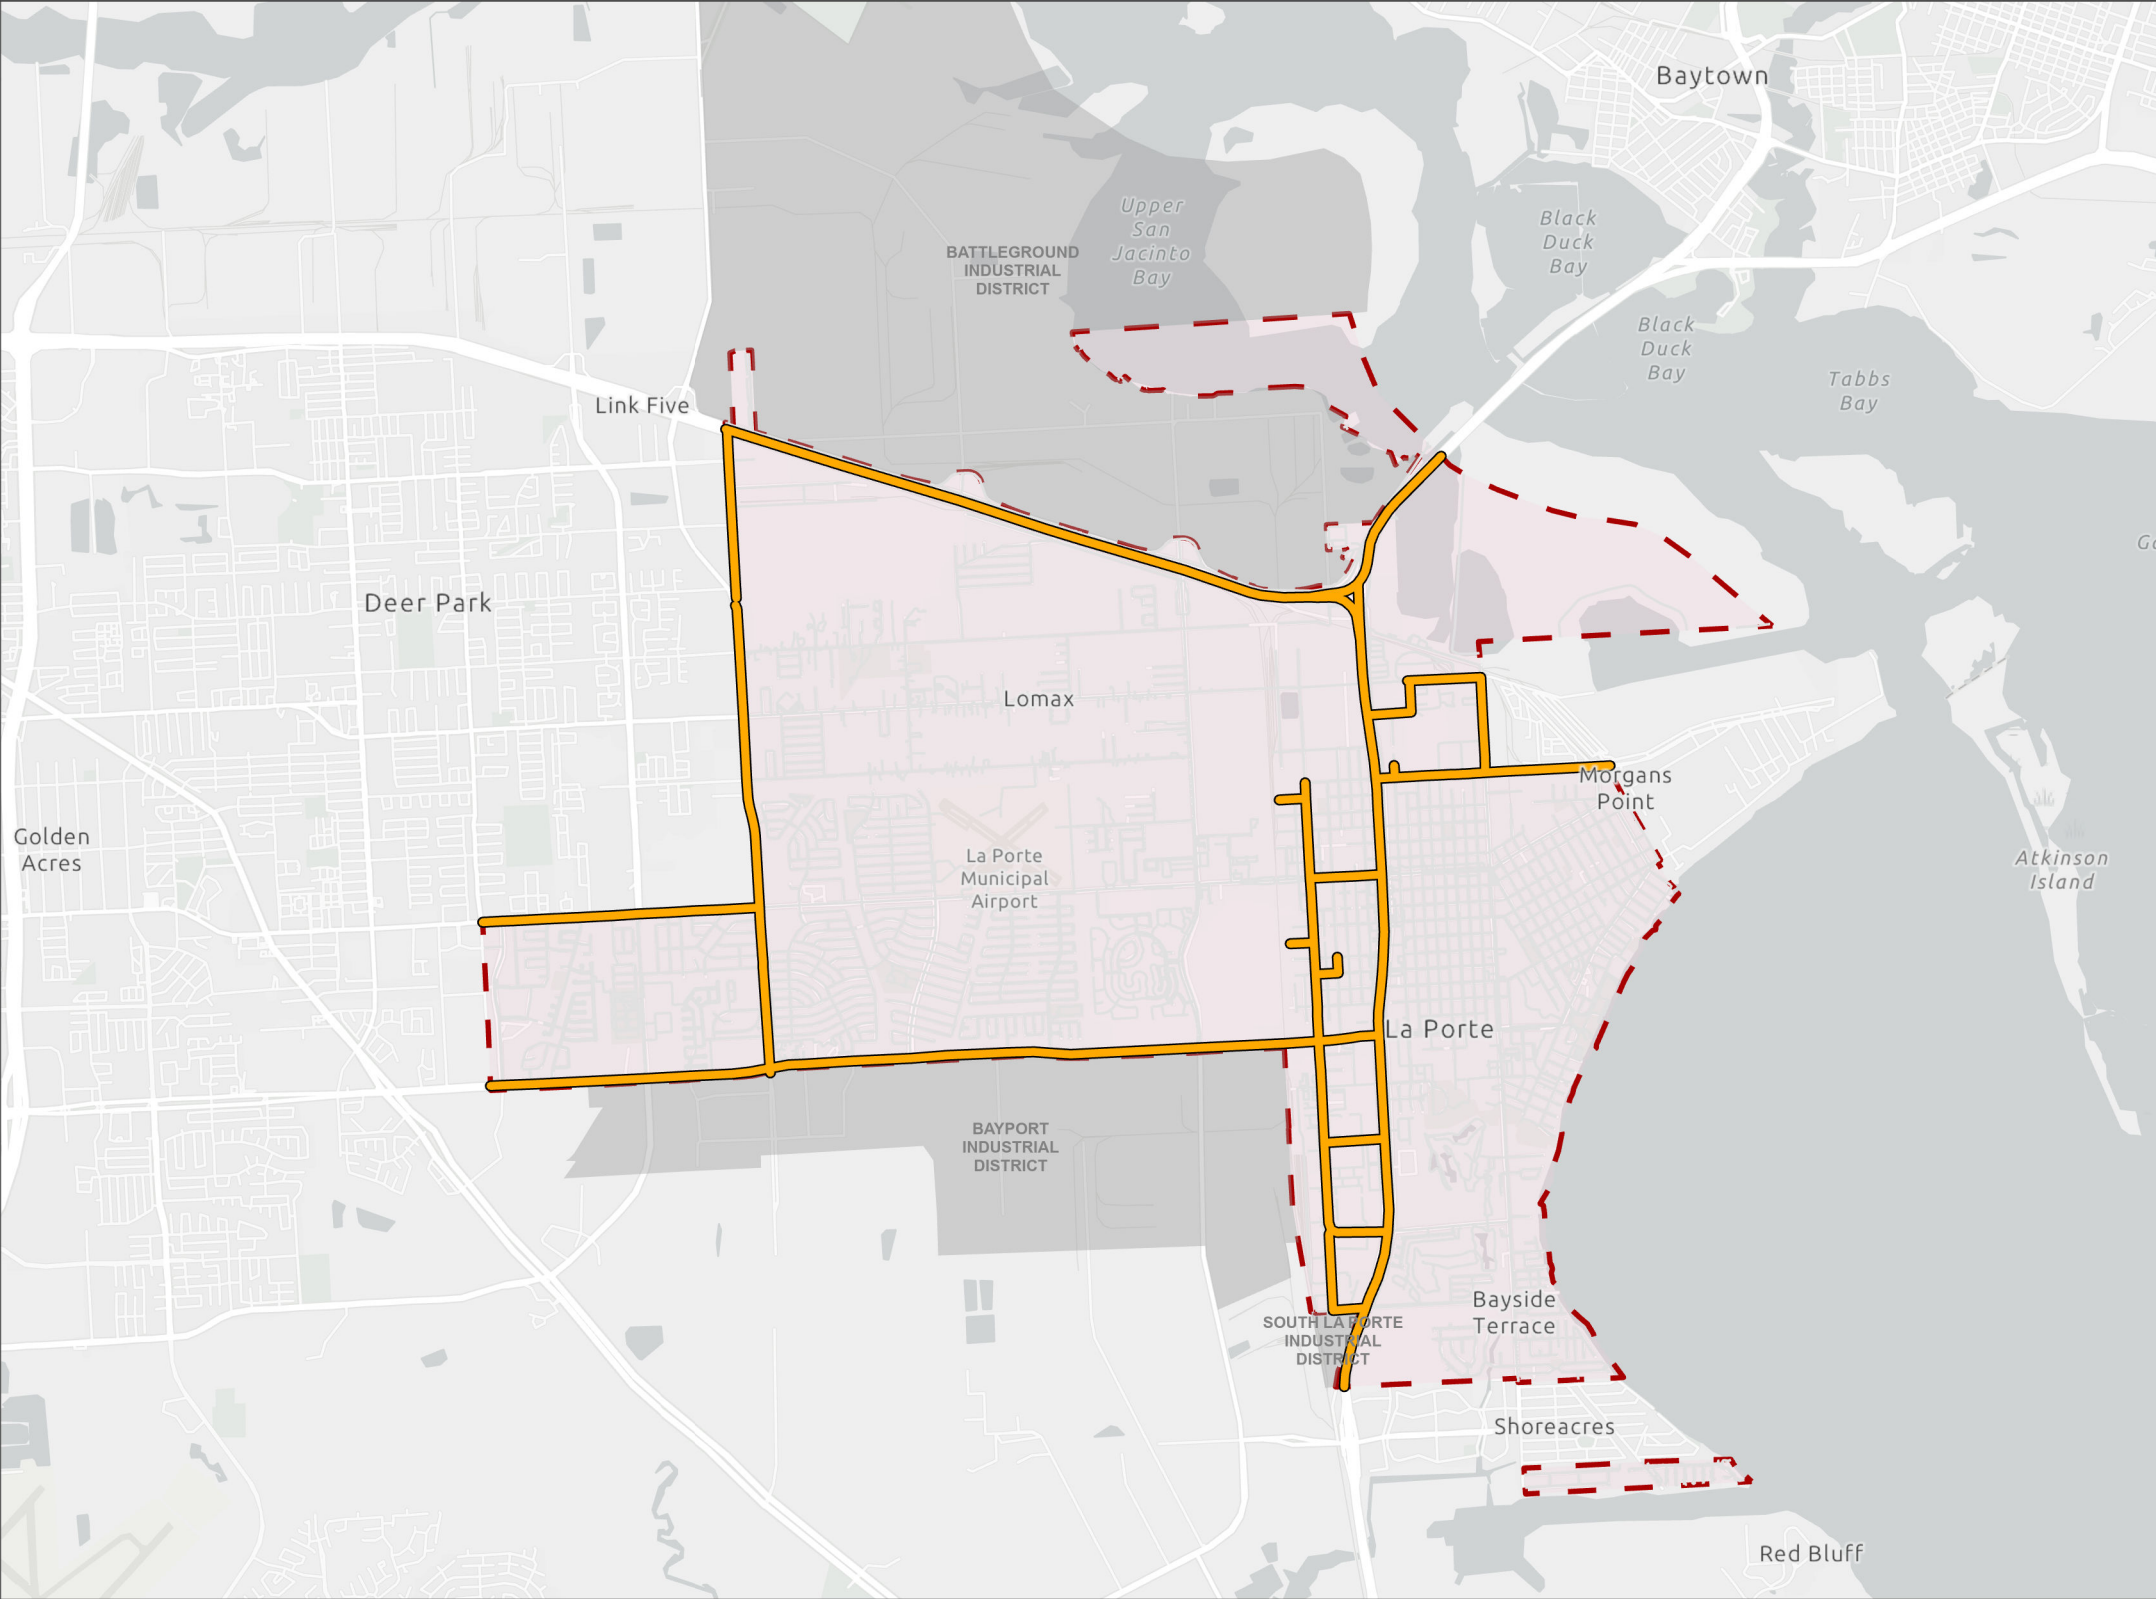 Baytown
Upper
San
Jacinto
Bay
Black
Duck
Bay
BATTLEGROUND
INDUSTRIAL
DISTRICT
Black
Duck
Bay
Tabbs
Bay
Link Five
Deer Park
Lomax
Morgans
Point
Golden
Acres
La Porte
Municipal
Airport
Atkinson
Island
La Porte
BAYPORT
INDUSTRIAL
DISTRICT
Bayside
Terrace
SOUTH LA PORTE
INDUSTRIAL
DISTRICT
Shoreacres
Red Bluff